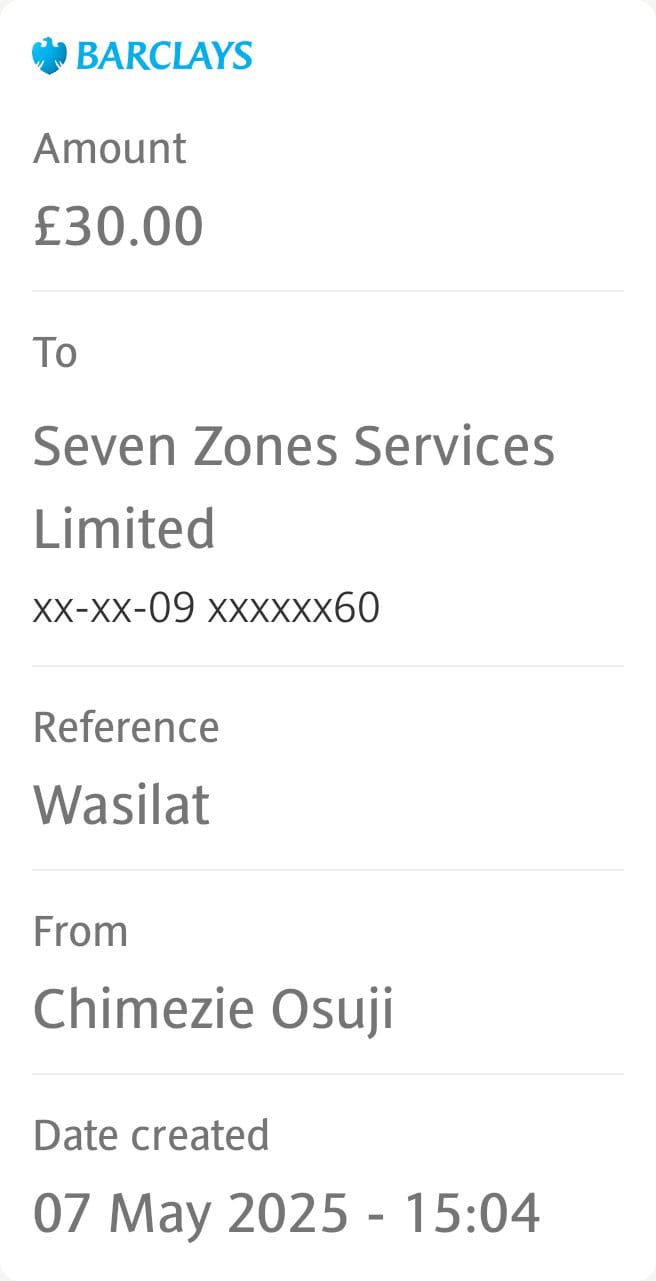 BARCLAYS
Amount
£30.00
To
Seven Zones Services
Limited
xx-xx-09 xxxxxx60
Reference
Wasilat
From
Chimezie Osuji
Date created
07 May 2025 - 15:04